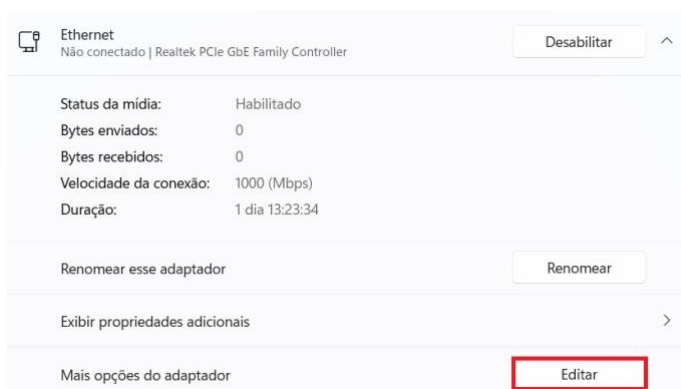 Ethernet
Desabilitar
Não conectado | Realtek PCIe GbE Family Controller
Status da mídia: Habilitado
Bytes enviados: 0
Bytes recebidos: 0
Velocidade da conexão: 1000 (Mbps)
Duração: 1 dia 13:23:34
Renomear esse adaptador Renomear
Exibir propriedades adicionais
Mais opções do adaptador Editar